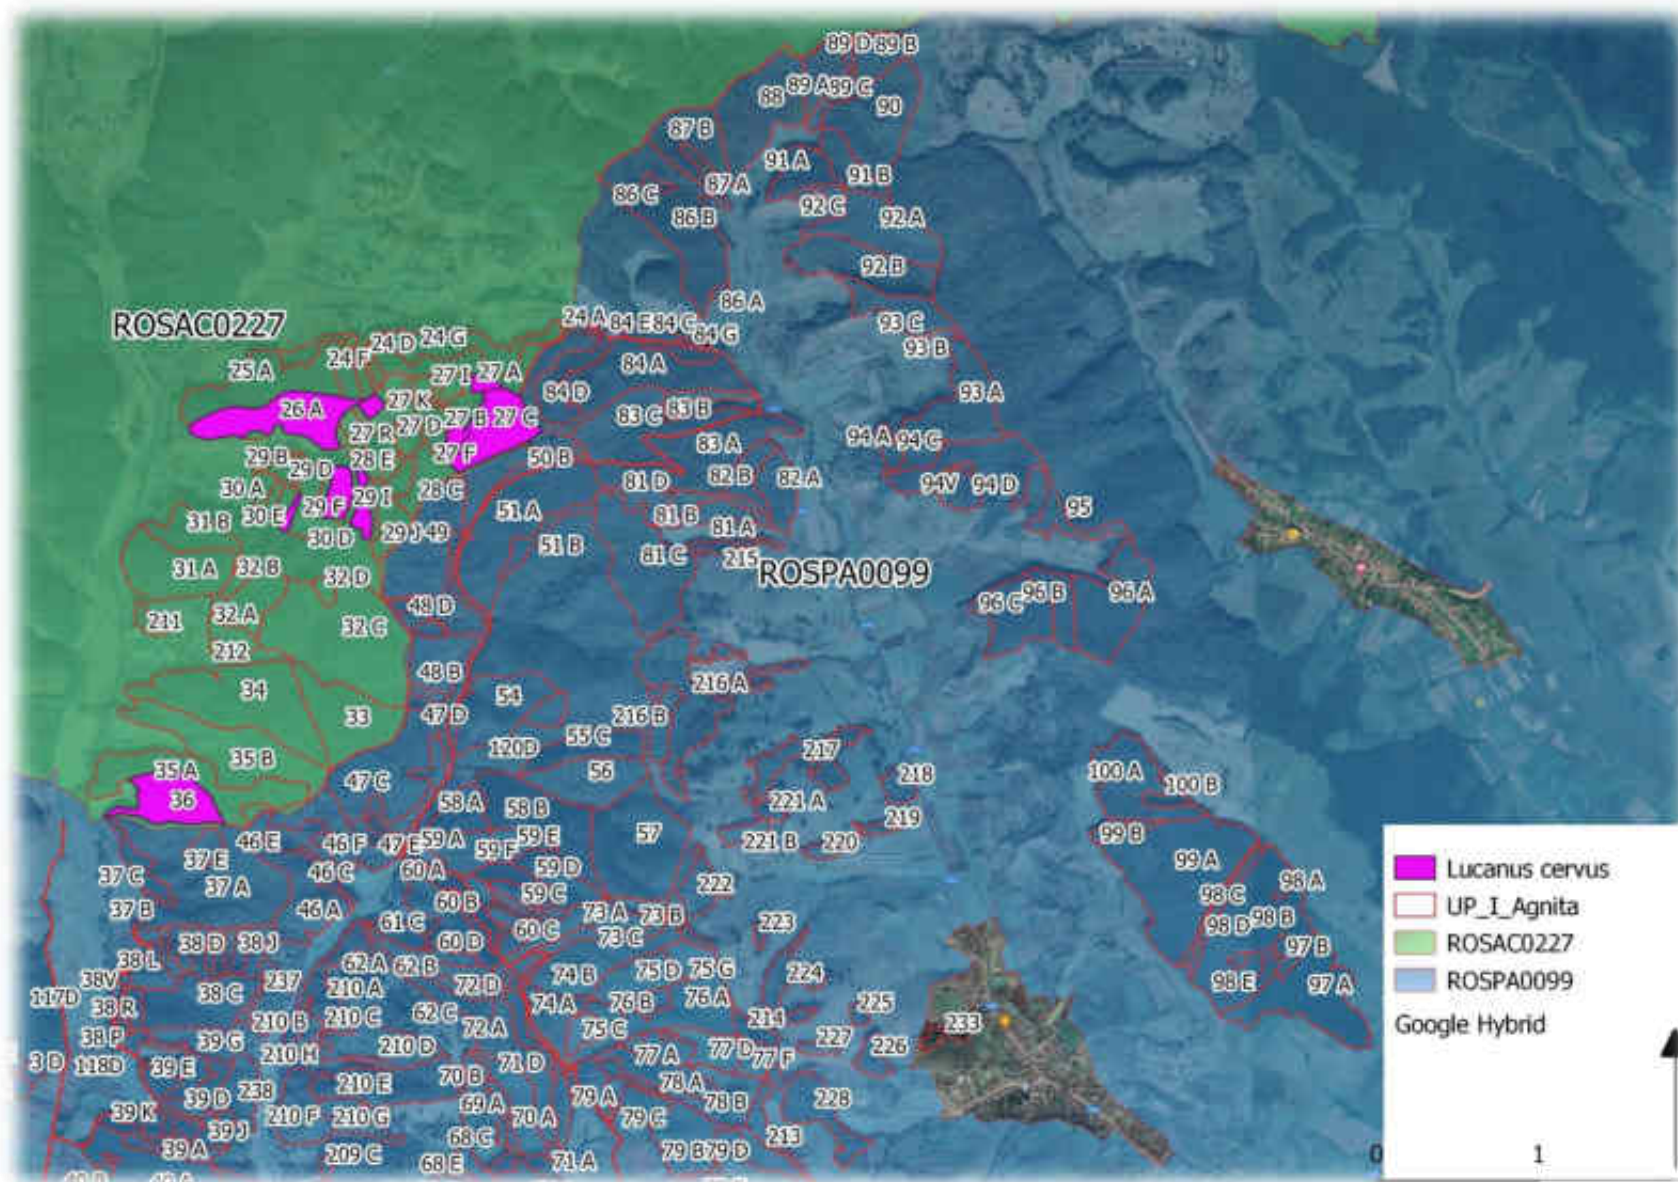 89 D 89 B
88 89 A 89 C
90
87 B
91 A
87 A 91 B
86 C
92 C
86 B 92 A
92 B
86 A
ROSAC0227
24 A 84 E 84 C
93 C
24 D 24 G 84 G
24 F 93 B
25 A 84 A
27 I 27 A
84 D 93 A
26 A 27 K
83 C 83 B
27 D 27 B 27 C
27 R 94 A 94 C
83 A
29 B 28 E 27 F 50 B
29 D
30 A 28 C 81 D 82 B 82 A 94V 94 D
29 I
29 F 51 A 95
30 E 81 B
31 B 81 A
30 D 29 J 49
51 B
81 C 215
31 A 32 B 32 D ROSPA0099
96 C 96 B 96 A
48 D
211 32 A 32 C
212
48 B
34 216 A
54
33 47 D 216 B
55 C
120D 217
35 B
35 A 56 218 100 A
47 C 100 B
36 58 A 58 B 221 A
219
57
46 E 46 F 47 E 59 A 59 E 221 B 220 99 B
59 F
37 E 99 A
37 C 46 C 60 A 59 D Lucanus cervus
37 A 222 98 A
59 C 98 C
37 B 46 A 60 B 73 A 73 B UP_I_Agnita
61 C 223 98 D 98 B
60 C 73 C
38 D 38 J 60 D ROSAC0227
97 B
38 L 62 A 62 B
74 B 75 D 75 G 224
38V 237 72 D 98 E 97 A ROSPA0099
210 A
117D 38 C 74 A 76 B 76 A
38 R 62 C 225
210 B 210 C 214 233 Google Hybrid
72 A 75 C
38 P 39 G 227
210 D 77 A 77 D 226
3 D 118D 210 H 71 D 77 F
39 E
210 E 70 B 78 A
39 D 238 79 A 228
69 A 78 B
39 K 210 F 210 G 70 A 79 C
39 J 68 C 213
39 A 209 C 79 B 79 D
68 E 71 A
0 1